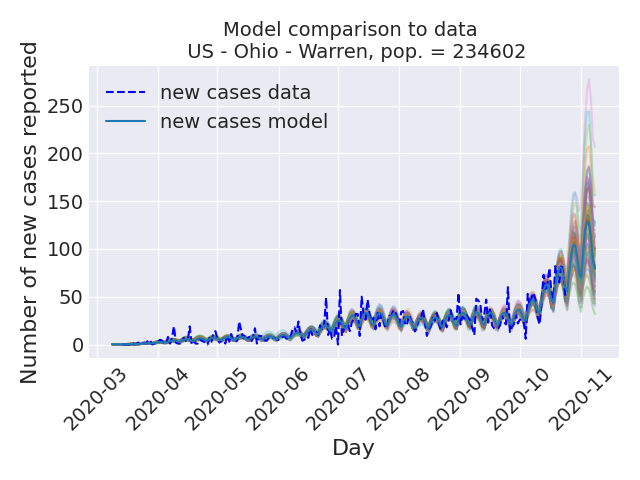 Model comparison to data
US - Ohio - Warren, pop. = 234602
Number of new cases reported
new cases data
new cases model
250
200
150
100
50
0
2020-03
2020-04
2020-05
2020-06
2020-07
2020-08
2020-09
2020-10
2020-11
Day